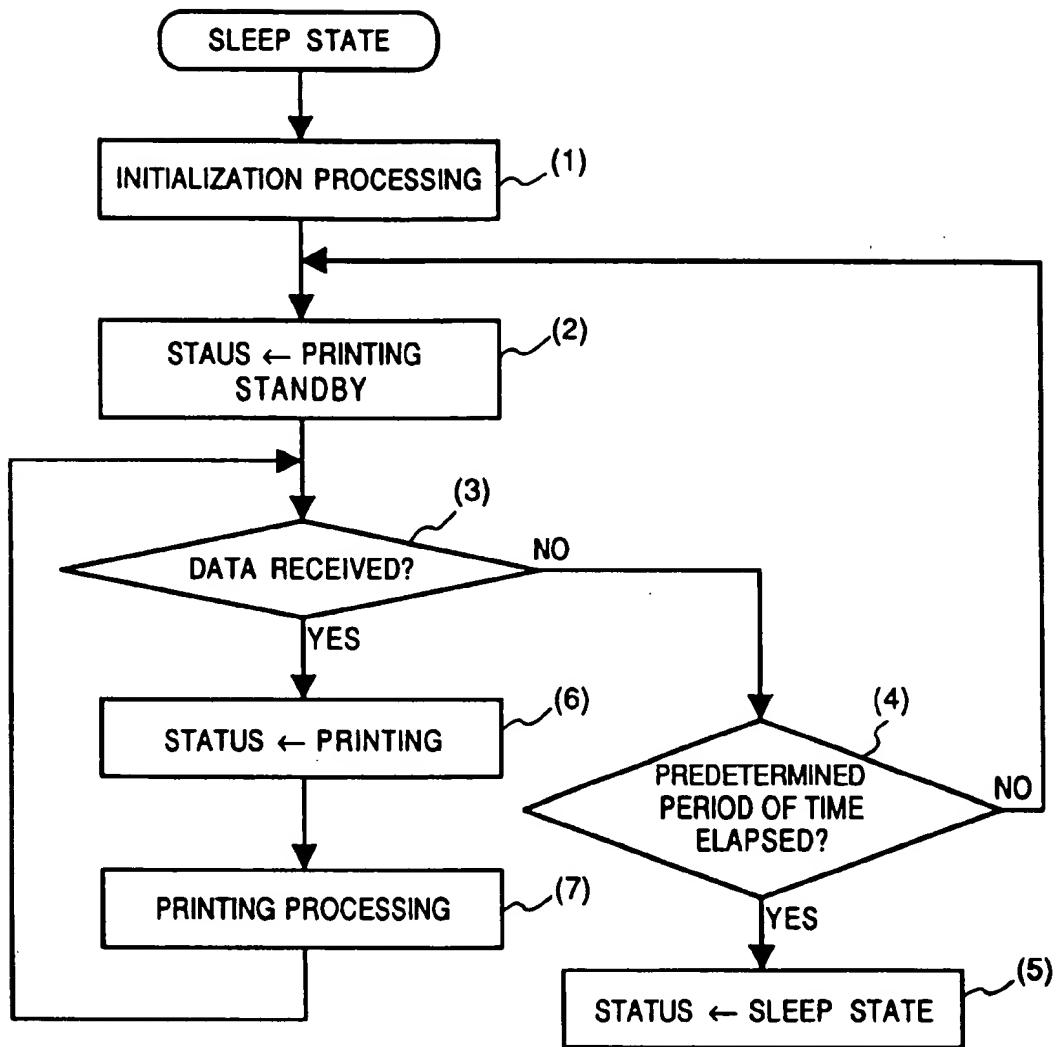 SLEEP STATE
INITIALIZATION PROCESSING
(1)
STAUS ← PRINTING
STANDBY
(2)
DATA RECEIVED?
(3)
NO
YES
STATUS ← PRINTING
(6)
PREDETERMINED
PERIOD OF TIME
ELAPSED?
(4)
NO
PRINTING PROCESSING
(7)
YES
STATUS ← SLEEP STATE
(5)